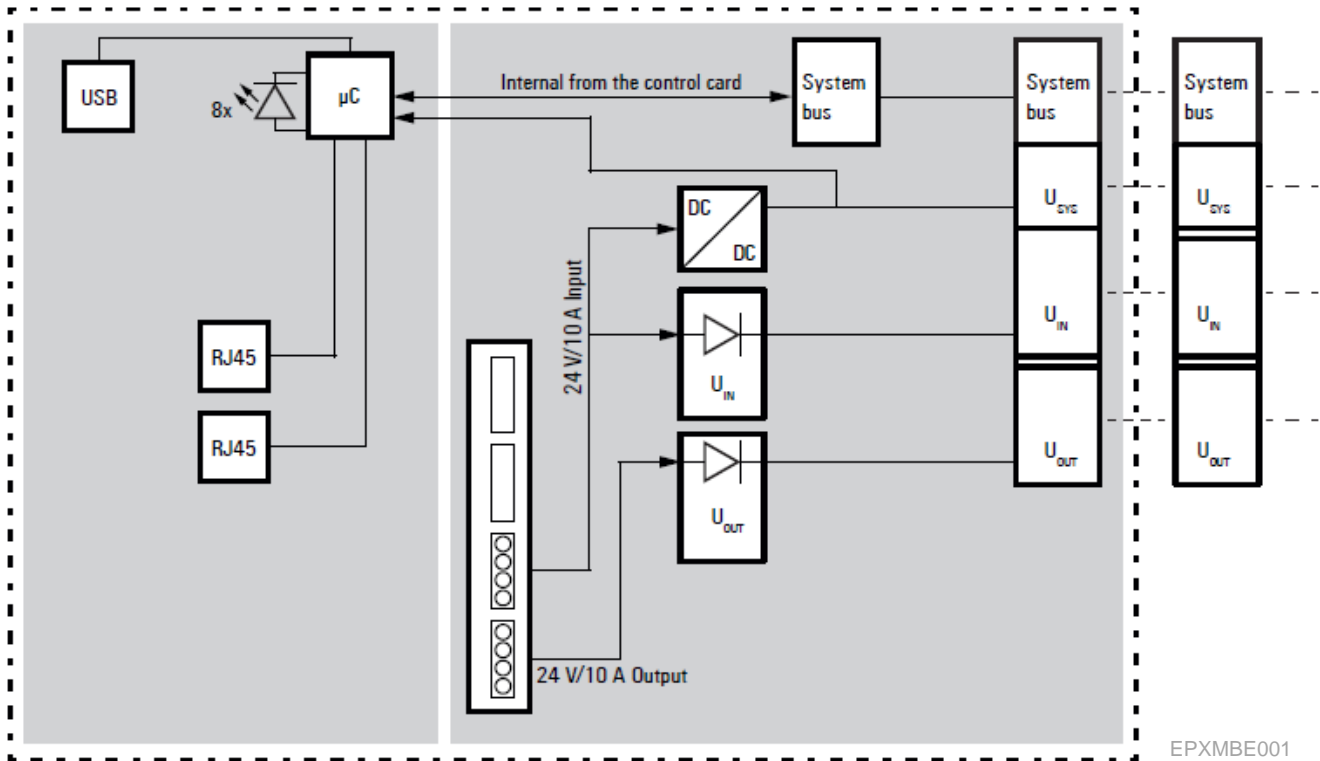 USB
8x
µC
Internal from the control card
System
bus
System
bus
System
bus
DC
DC
U SYS
U SYS
24 V/10 A Input
U IN
U IN
U IN
RJ45
RJ45
U OUT
U OUT
U OUT
24 V/10 A Output
EPXMBE001